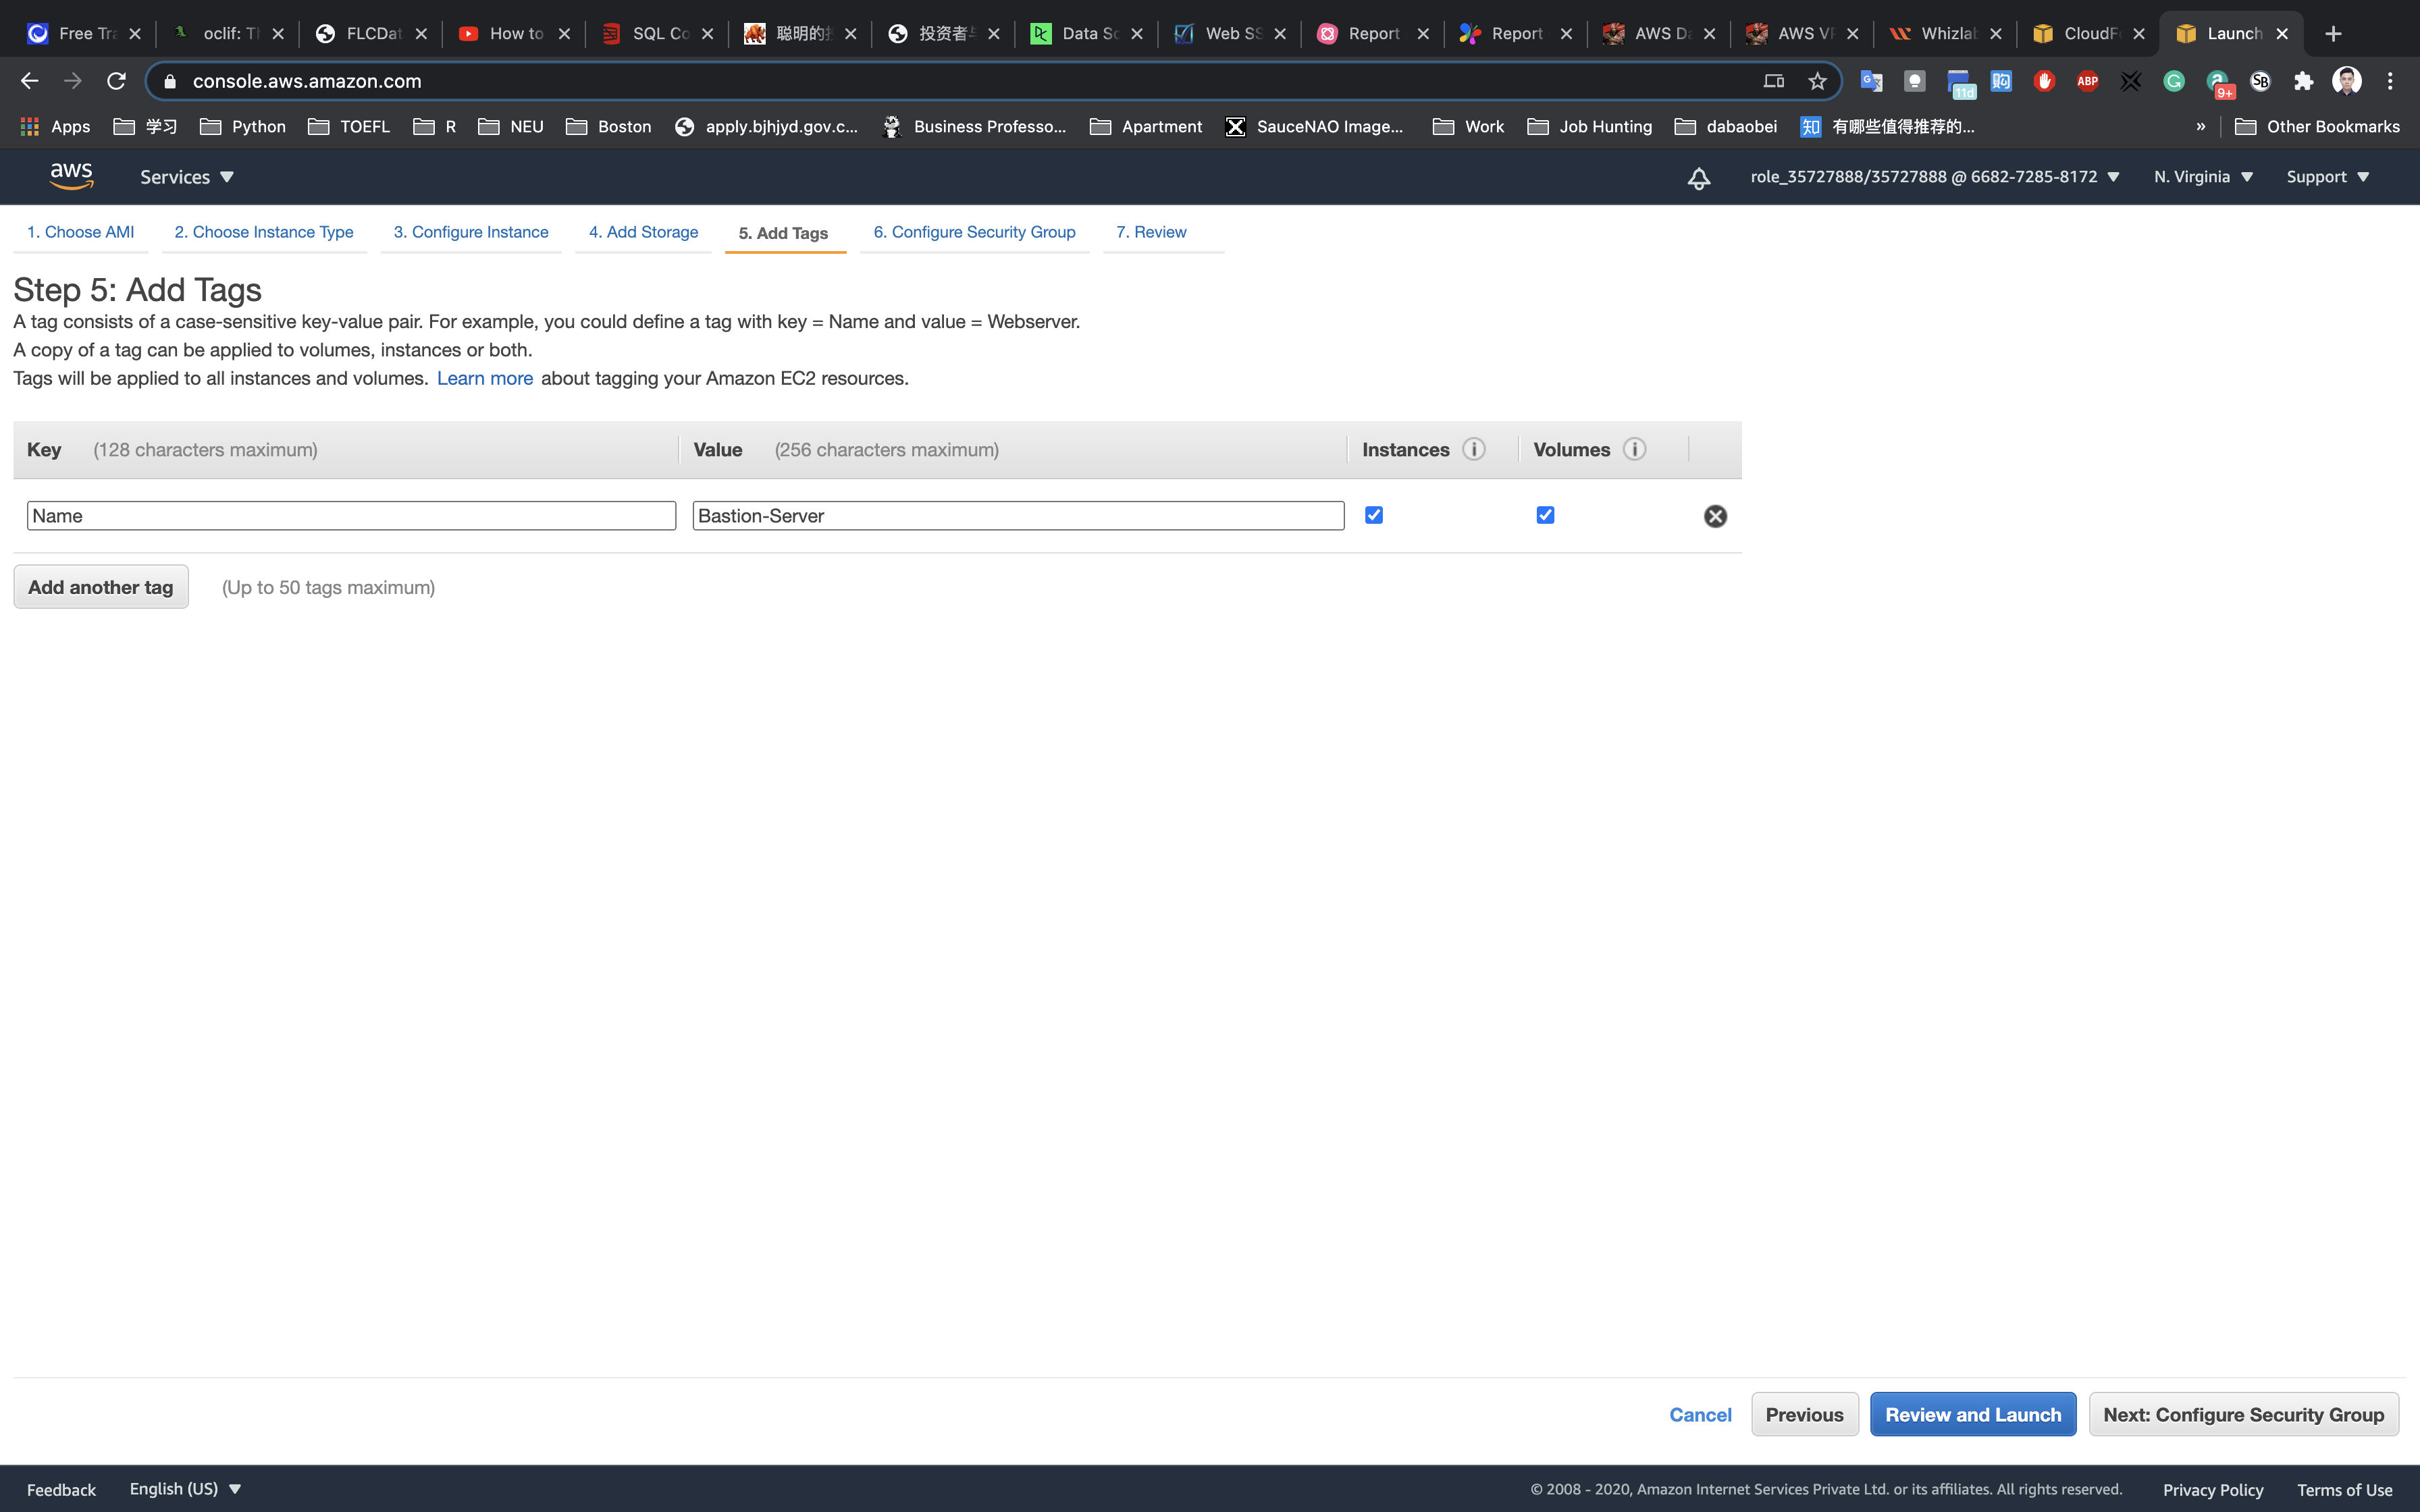 Free Tra
oclif: Th
FLCDat
How to
SQL Co
聪明的
投资者
Data Sc
Web SS
Report
Report
AWS Da
AWS VP
Whizlab
CloudFo
Launch
console.aws.amazon.com
11d
ABP
9+
Apps
学习
Python
TOEFL
R
NEU
Boston
apply.bjhjyd.gov.c...
Business Professo...
Apartment
SauceNAO Image...
Work
Job Hunting
dabaobei
知 有哪些值得推荐的...
»
Other Bookmarks
aws
Services
role_35727888/35727888 @ 6682-7285-8172
N. Virginia
Support
1. Choose AMI
2. Choose Instance Type
3. Configure Instance
4. Add Storage
5. Add Tags
6. Configure Security Group
7. Review
Step 5: Add Tags
A tag consists of a case-sensitive key-value pair. For example, you could define a tag with key = Name and value = Webserver.
A copy of a tag can be applied to volumes, instances or both.
Tags will be applied to all instances and volumes. Learn more about tagging your Amazon EC2 resources.
Key (128 characters maximum)
Value (256 characters maximum)
Instances
Volumes
Name
Bastion-Server
Add another tag
(Up to 50 tags maximum)
Cancel
Previous
Review and Launch
Next: Configure Security Group
Feedback
English (US)
© 2008 - 2020, Amazon Internet Services Private Ltd. or its affiliates. All rights reserved.
Privacy Policy
Terms of Use